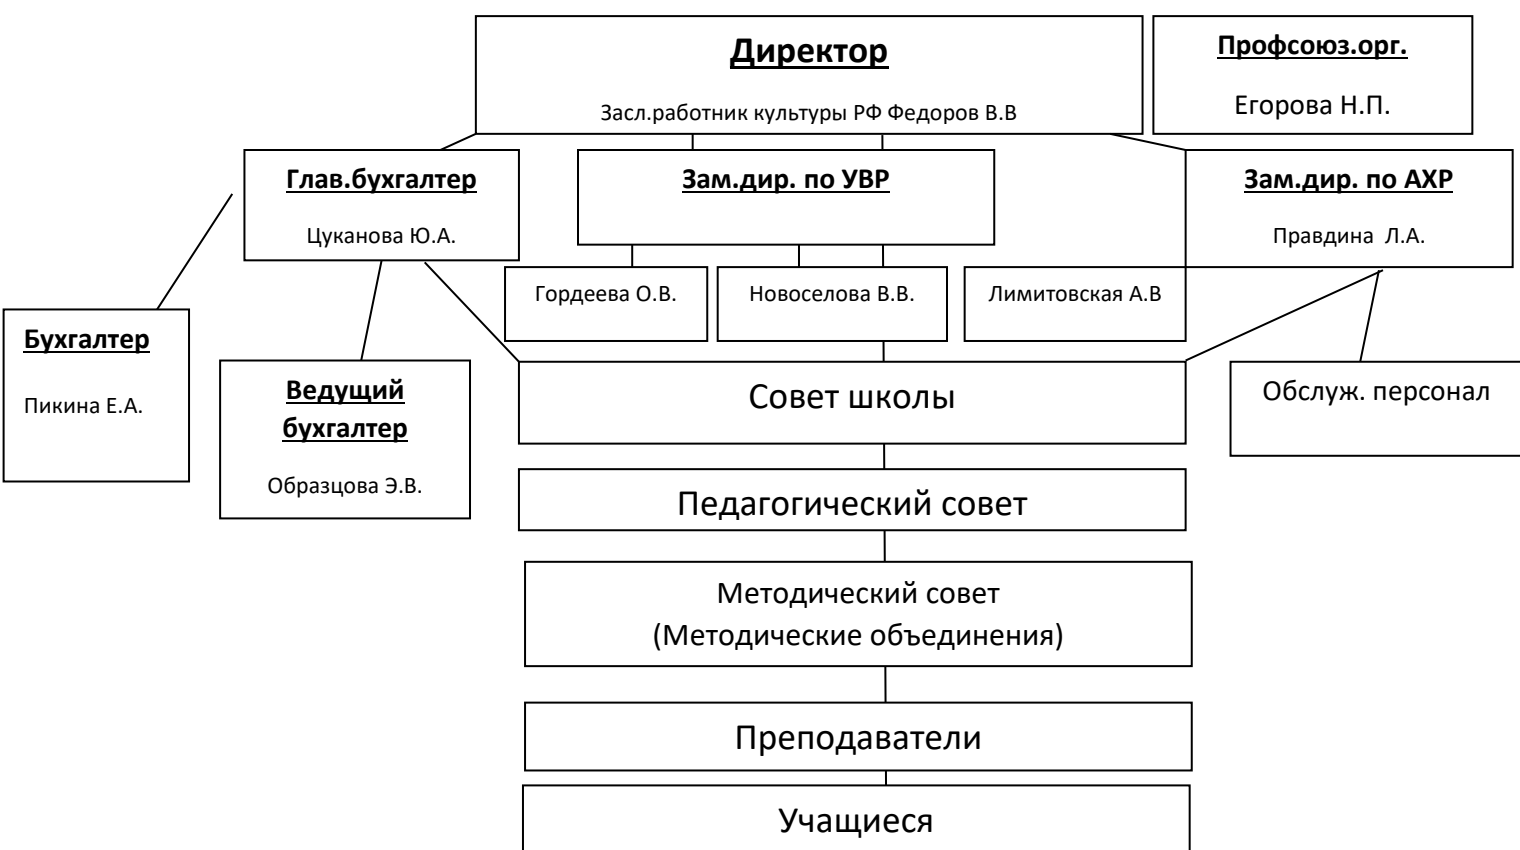 Директор
Засл.работник культуры РФ Федоров В.В
Профсоюз.орг.
Егорова Н.П.
Глав.бухгалтер
Цуканова Ю.А.
Зам.дир. по УВР
Зам.дир. по АХР
Правдина Л.А.
Гордеева О.В.
Новоселова В.В.
Лимитовская А.В
Бухгалтер
Пикина Е.А.
Ведущий
бухгалтер
Образцова Э.В.
Совет школы
Обслуж. персонал
Педагогический совет
Методический совет
(Методические объединения)
Преподаватели
Учащиеся